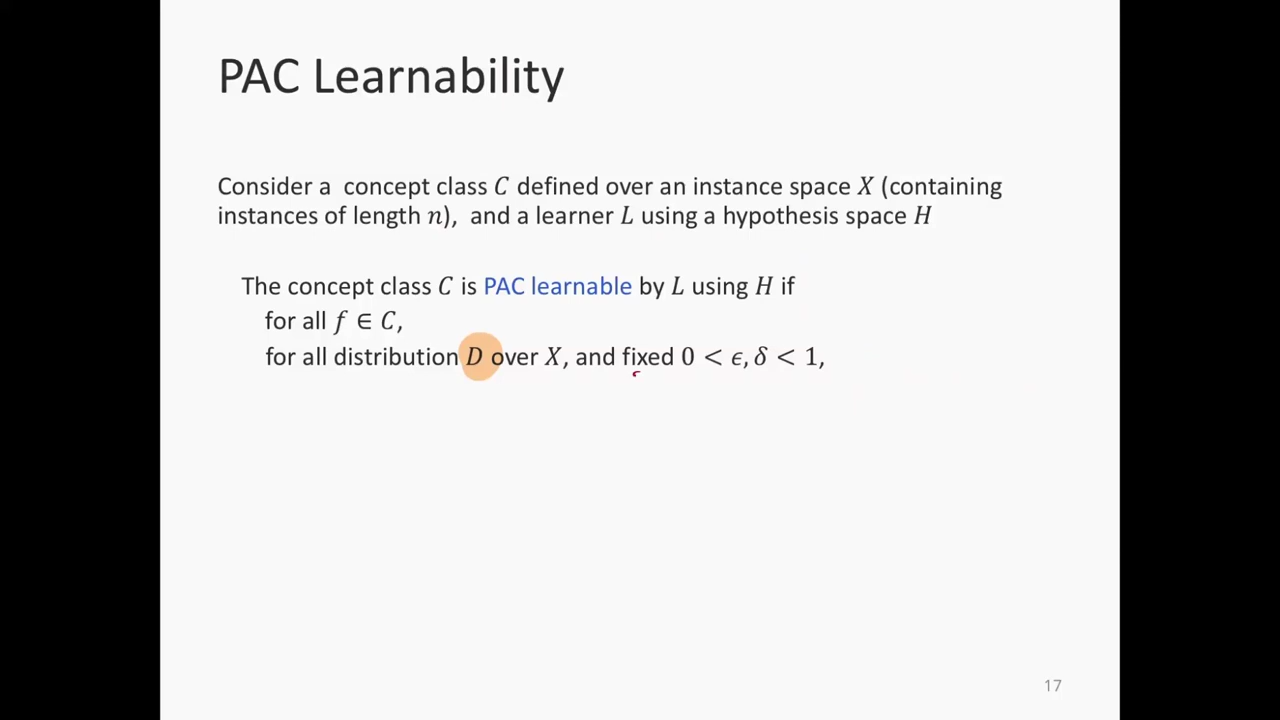 PAC Learnability
Consider a concept class C defined over an instance space X (containing
instances of length n), and a learner L using a hypothesis space H
The concept class C is PAC learnable by L using H if
for all f ∈ C,
for all distribution D over X, and fixed 0 < ϵ, δ < 1,
17